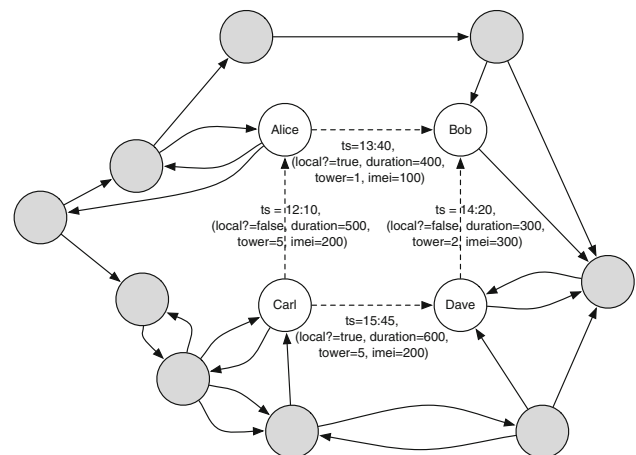 Alice
Bob
ts=13:40,
(local?=true, duration=400,
tower=1, imei=100)
ts = 12:10,
(local?=false, duration=500,
tower=5, imei=200)
ts = 14:20,
(local?=false, duration=300,
tower=2, imei=300)
Carl
Dave
ts=15:45,
(local?=true, duration=600,
tower=5, imei=200)